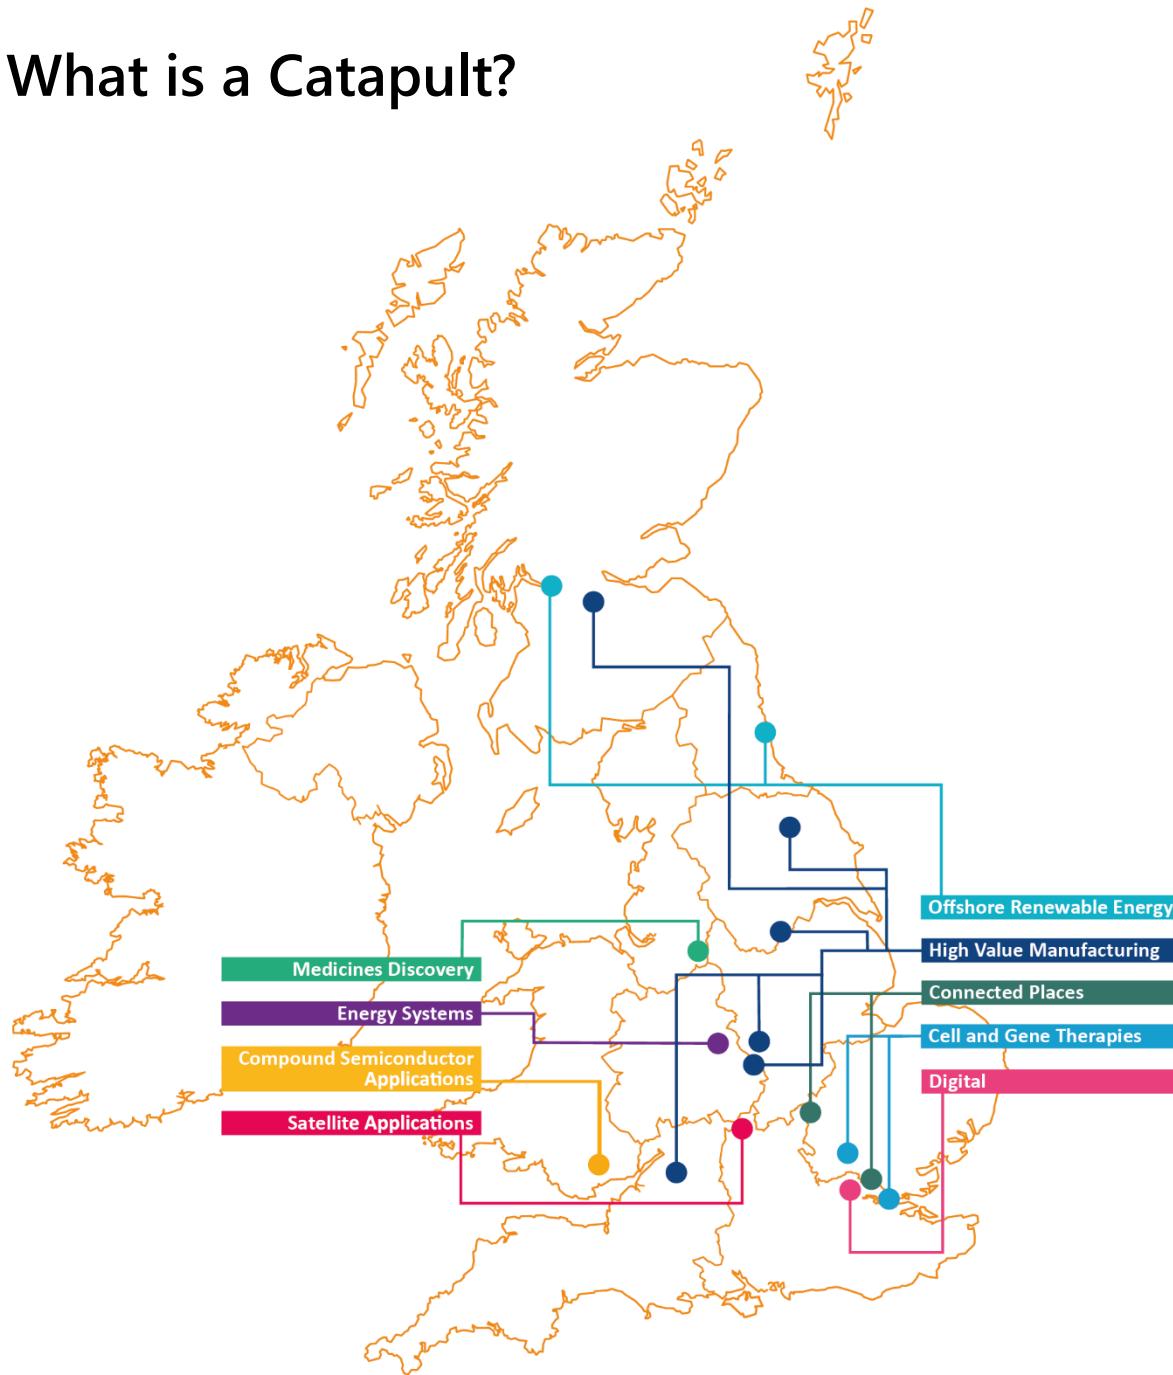 What is a Catapult?
Offshore Renewable Energy
High Value Manufacturing
Connected Places
Cell and Gene Therapies
Digital
Medicines Discovery
Energy Systems
Compound Semiconductor
Applications
Satellite Applications